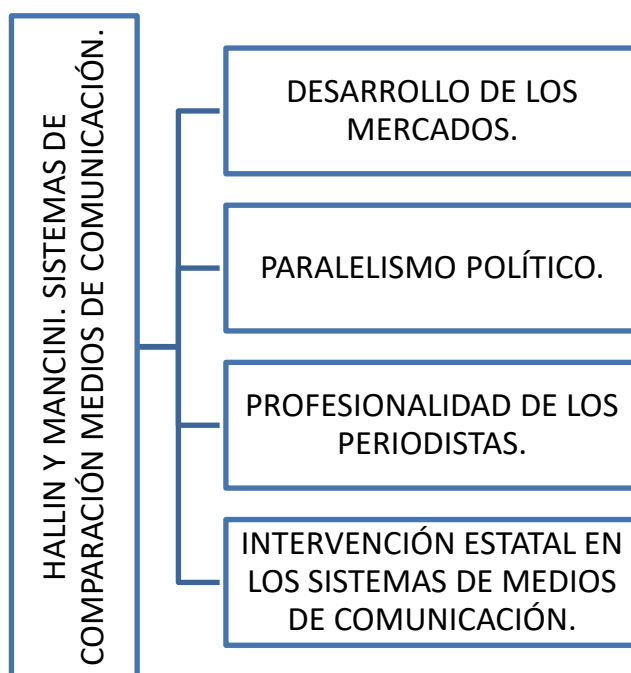 HALLIN Y MANCINI. SISTEMAS DE
COMPARACIÓN MEDIOS DE COMUNICACIÓN.
DESARROLLO DE LOS
MERCADOS.
PARALELISMO POLÍTICO.
PROFESIONALIDAD DE LOS
PERIODISTAS.
INTERVENCIÓN ESTATAL EN
LOS SISTEMAS DE MEDIOS
DE COMUNICACIÓN.